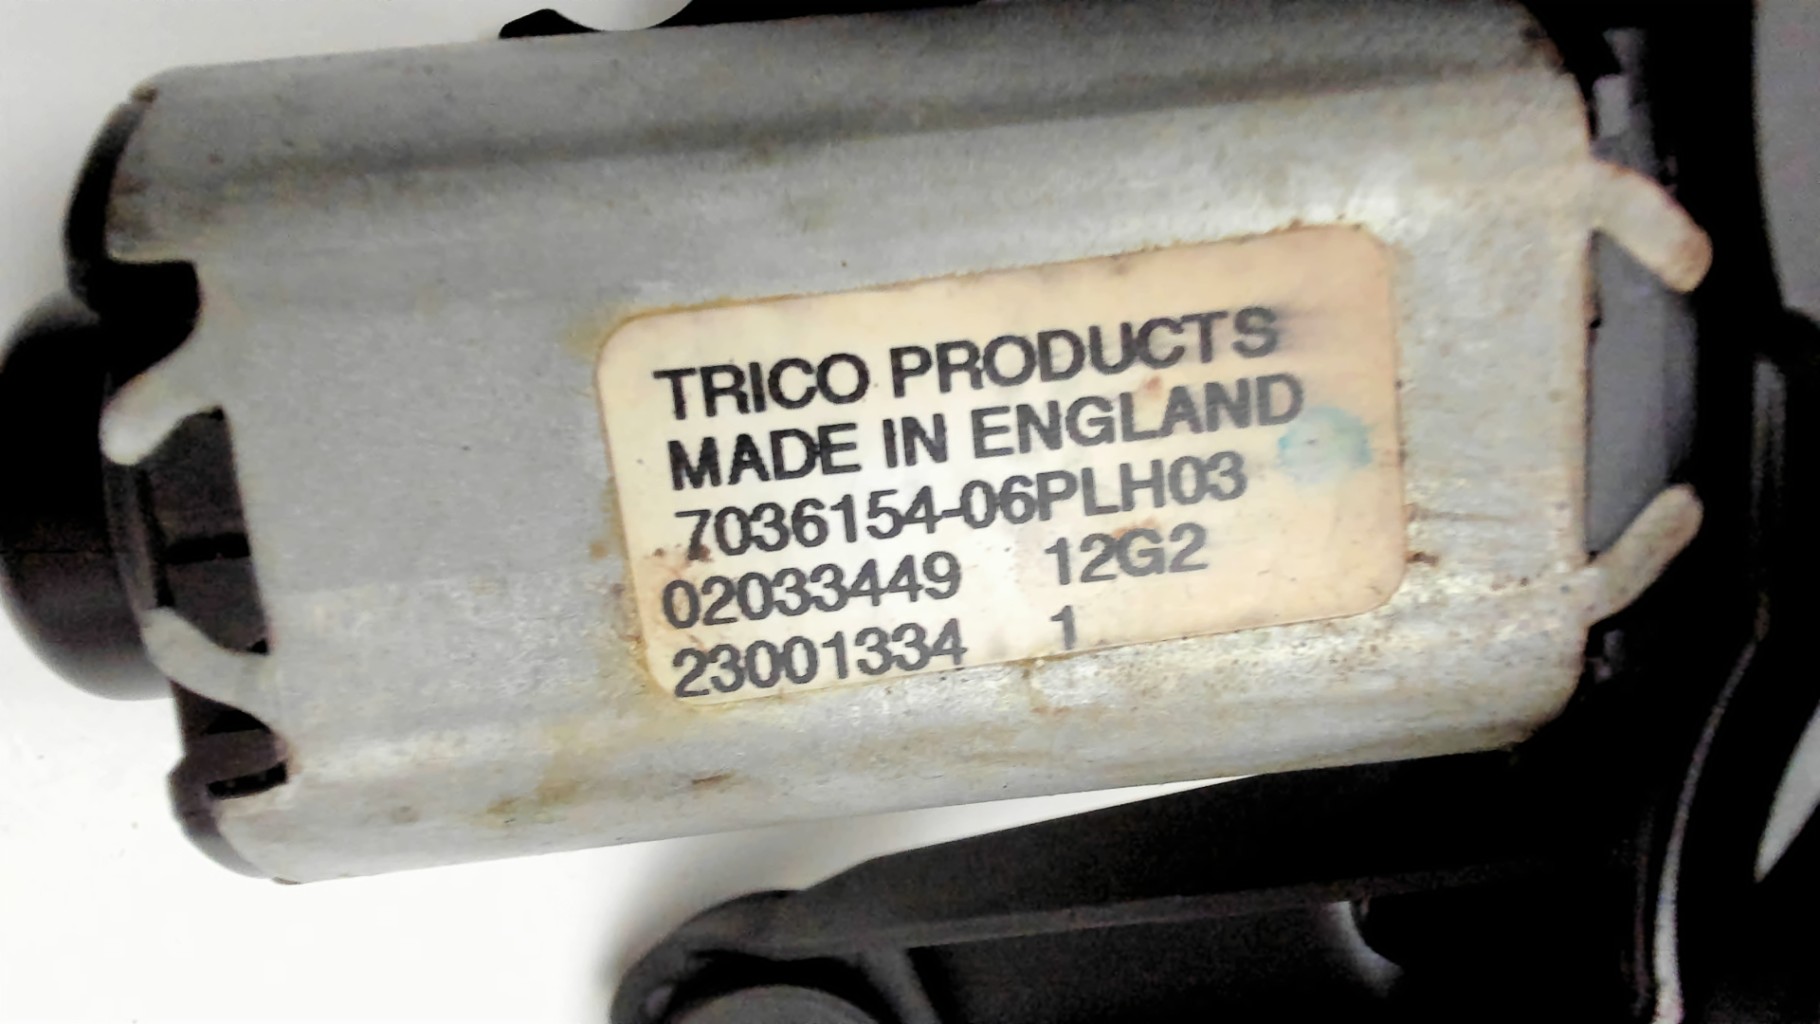 TRICO PRODUCTS
MADE IN ENGLAND
7036154-06PLH03
02033449 12G2
23001334 1